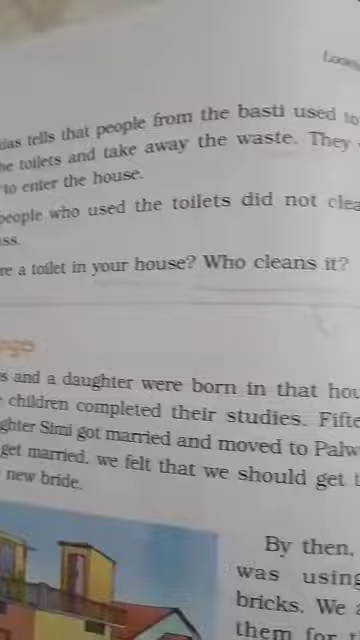 das tells that people from the basti used to
he toilets and take away the waste. They
to enter the house.
people who used the toilets did not clea
ss.
re a toilet in your house? Who cleans it?
s and a daughter were born in that hou
children completed their studies. Fifte
ghter Simi got married and moved to Palw
get married, we felt that we should get t
new bride.
By then,
was using
bricks. We a
them for